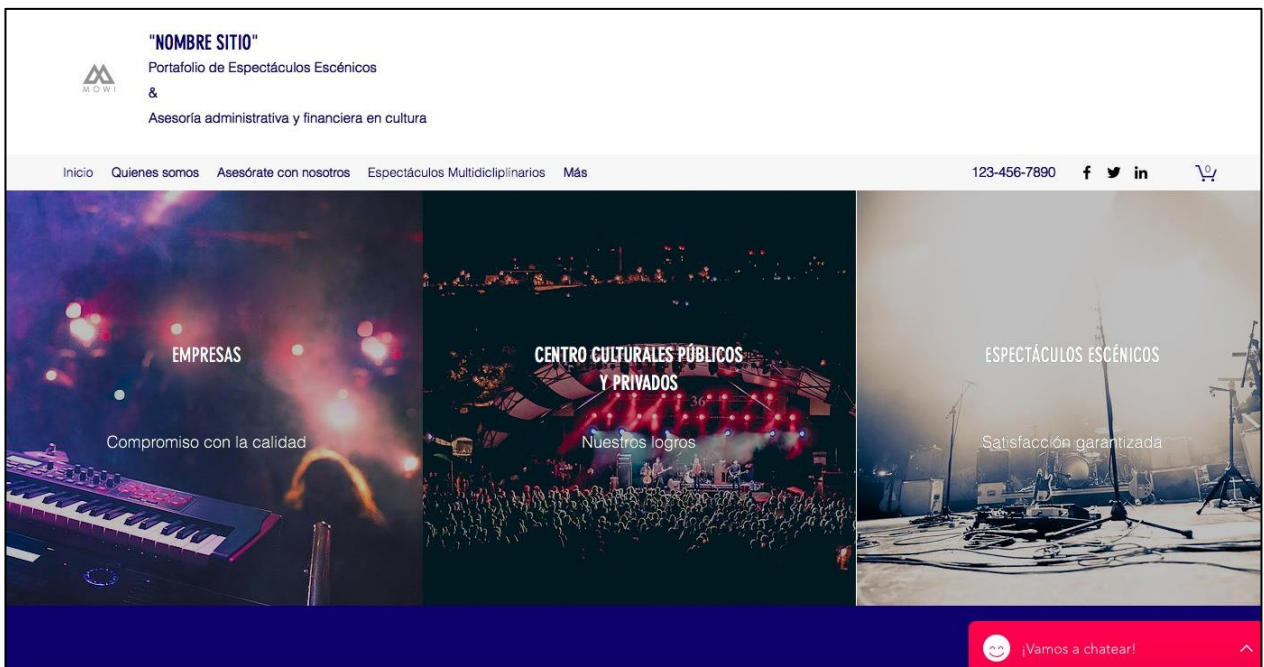 "NOMBRE SITIO"
Portafolio de Espectáculos Escénicos
&
Asesoría administrativa y financiera en cultura
MOWI
Inicio Quienes somos Asesórate con nosotros Espectáculos Multidicliplinarios Más 123-456-7890 f in 0
EMPRESAS
Compromiso con la calidad
CENTRO CULTURALES PÚBLICOS
Y PRIVADOS
36
Nuestros logros
ESPECTÁCULOS ESCÉNICOS
Satisfacción garantizada
¡Vamos a chatear!